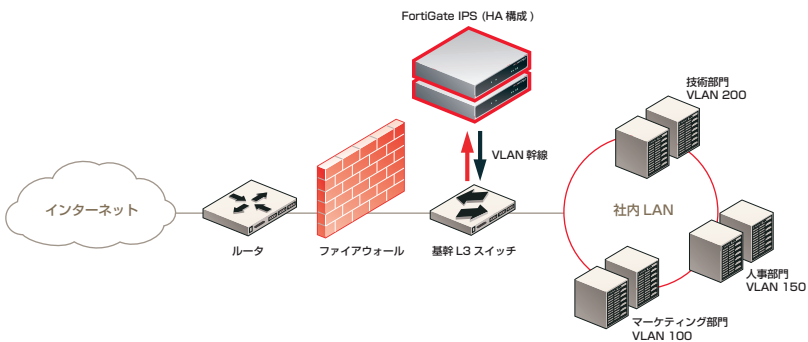 FortiGate IPS (HA 構成)
技術部門
VLAN 200
VLAN 幹線
インターネット
社内 LAN
ルータ
ファイアウォール
基幹 L3 スイッチ
人事部門
VLAN 150
マーケティング部門
VLAN 100